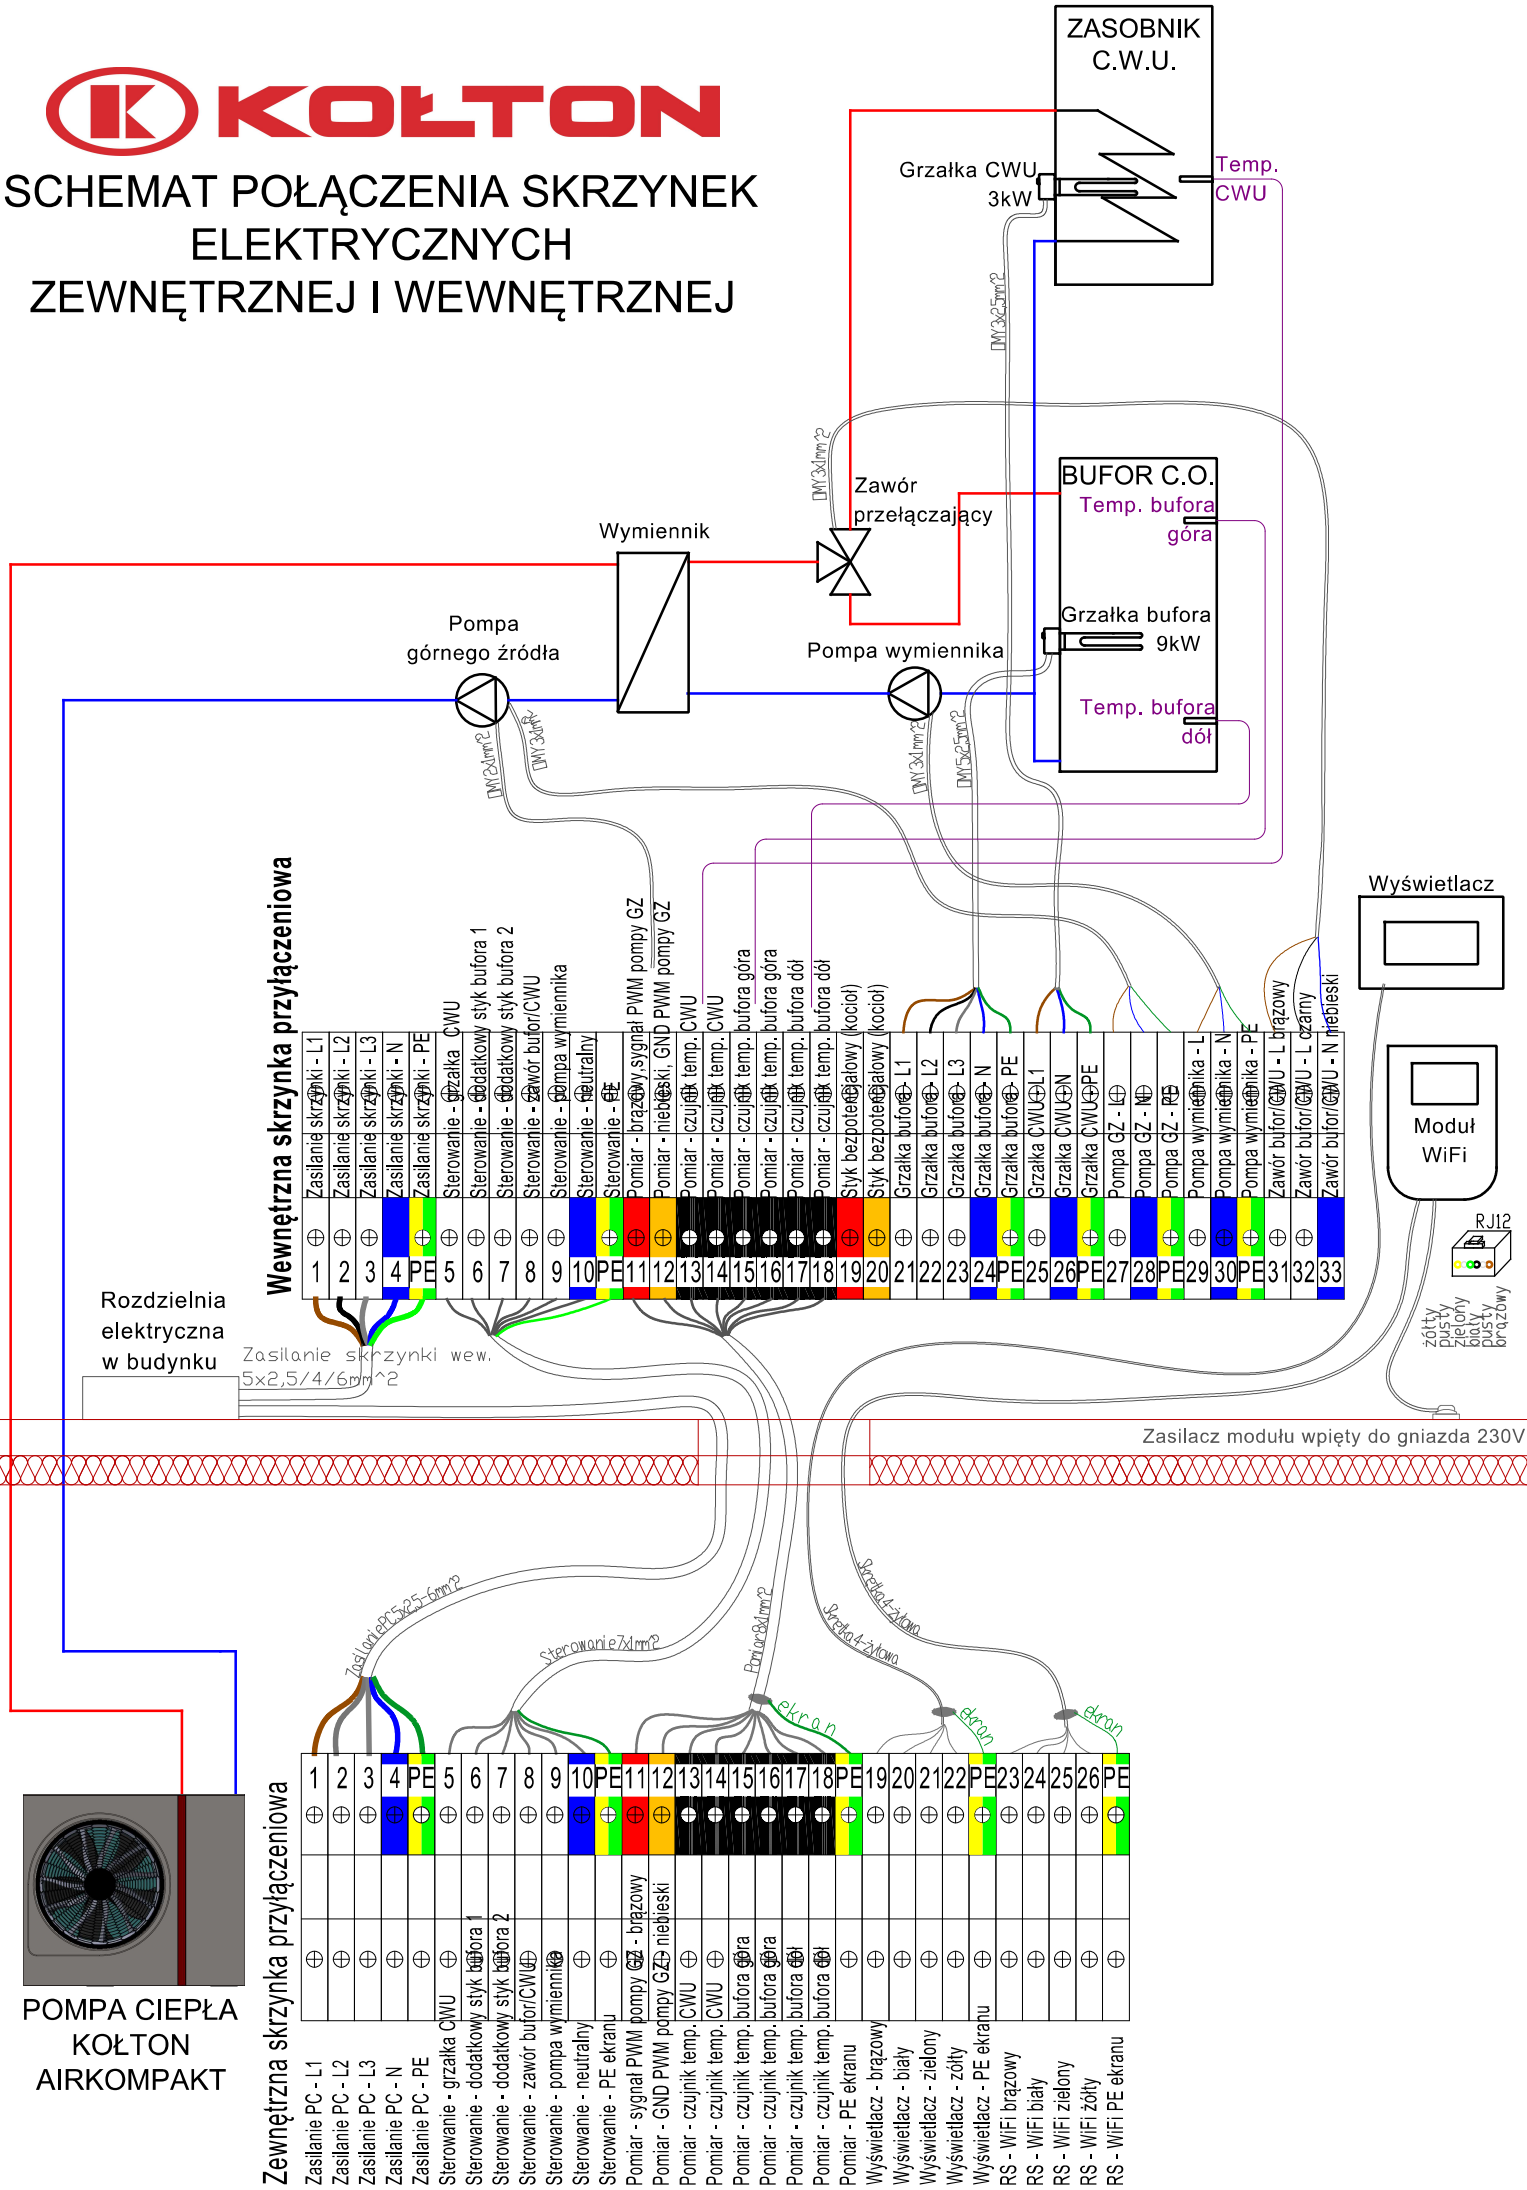 KOŁTON
SCHEMAT POŁĄCZENIA SKRZYNEK
ELEKTRYCZNYCH
ZEWNĘTRZNEJ I WEWNĘTRZNEJ
ZASOBNIK
C.W.U.
Grzałka CWU
3kW
Temp.
CWU
OMY3x2,5mm^2
OMY3x1mm^2
Zawór
przełączający
BUFOR C.O.
Temp. bufora
góra
Wymiennik
Grzałka bufora
9kW
Pompa
górnego źródła
Pompa wymiennika
Temp. bufora
dół
OMY2x1mm^2
OMY3x1mm^2
OMY3x1mm^2
OMY5x2,5mm^2
Wyświetlacz
Moduł
WiFi
RJ12
żółty
pusty
zielony
biały
pusty
brązowy
Wewnętrzna skrzynka przyłączeniowa
Zasilanie skrzynki - L1
Zasilanie skrzynki - L2
Zasilanie skrzynki - L3
Zasilanie skrzynki - N
Zasilanie skrzynki - PE
Sterowanie - grzałka CWU
Sterowanie - dodatkowy styk bufora 1
Sterowanie - dodatkowy styk bufora 2
Sterowanie - zawór bufor/CWU
Sterowanie - pompa wymiennika
Sterowanie - neutralny
Sterowanie - PE
Pomiar - brązowy, sygnał PWM pompy GZ
Pomiar - niebieski, GND PWM pompy GZ
Pomiar - czujnik temp. CWU
Pomiar - czujnik temp. CWU
Pomiar - czujnik temp. bufora góra
Pomiar - czujnik temp. bufora góra
Pomiar - czujnik temp. bufora dół
Pomiar - czujnik temp. bufora dół
Styk bezpotencjałowy (kocioł)
Styk bezpotencjałowy (kocioł)
Grzałka bufora - L1
Grzałka bufora - L2
Grzałka bufora - L3
Grzałka bufora - N
Grzałka bufora - PE
Grzałka CWU - L1
Grzałka CWU - N
Grzałka CWU - PE
Pompa GZ - L
Pompa GZ - N
Pompa GZ - PE
Pompa wymiennika - L
Pompa wymiennika - N
Pompa wymiennika - PE
Zawór bufor/CWU - L brązowy
Zawór bufor/CWU - L czarny
Zawór bufor/CWU - N niebieski
1 2 3 4 PE 5 6 7 8 9 10 PE 11 12 13 14 15 16 17 18 19 20 21 22 23 24 PE 25 26 PE 27 28 PE 29 30 PE 31 32 33
Rozdzielnia
elektryczna
w budynku
Zasilanie skrzynki wew.
5x2,5/4/6mm^2
Zasilacz modułu wpięty do gniazda 230V
ZasilaniePC5x2,5-6mm^2
Sterowanie7x1mm^2
Pomiar8x1mm^2
Skrętka4-żyłowa
Skrętka4-żyłowa
ekran
ekran
ekran
1 2 3 4 PE 5 6 7 8 9 10 PE 11 12 13 14 15 16 17 18 PE 19 20 21 22 PE 23 24 25 26 PE
Zewnętrzna skrzynka przyłączeniowa
Zasilanie PC - L1
Zasilanie PC - L2
Zasilanie PC - L3
Zasilanie PC - N
Zasilanie PC - PE
Sterowanie - grzałka CWU
Sterowanie - dodatkowy styk bufora 1
Sterowanie - dodatkowy styk bufora 2
Sterowanie - zawór bufor/CWU
Sterowanie - pompa wymiennika
Sterowanie - neutralny
Sterowanie - PE ekranu
Pomiar - sygnał PWM pompy GZ - brązowy
Pomiar - GND PWM pompy GZ - niebieski
Pomiar - czujnik temp. CWU
Pomiar - czujnik temp. CWU
Pomiar - czujnik temp. bufora góra
Pomiar - czujnik temp. bufora góra
Pomiar - czujnik temp. bufora dół
Pomiar - czujnik temp. bufora dół
Pomiar - PE ekranu
Wyświetlacz - brązowy
Wyświetlacz - biały
Wyświetlacz - zielony
Wyświetlacz - żółty
Wyświetlacz - PE ekranu
RS - WiFi brązowy
RS - WiFi biały
RS - WiFi zielony
RS - WiFi żółty
RS - WiFi PE ekranu
POMPA CIEPŁA
KOŁTON
AIRKOMPAKT